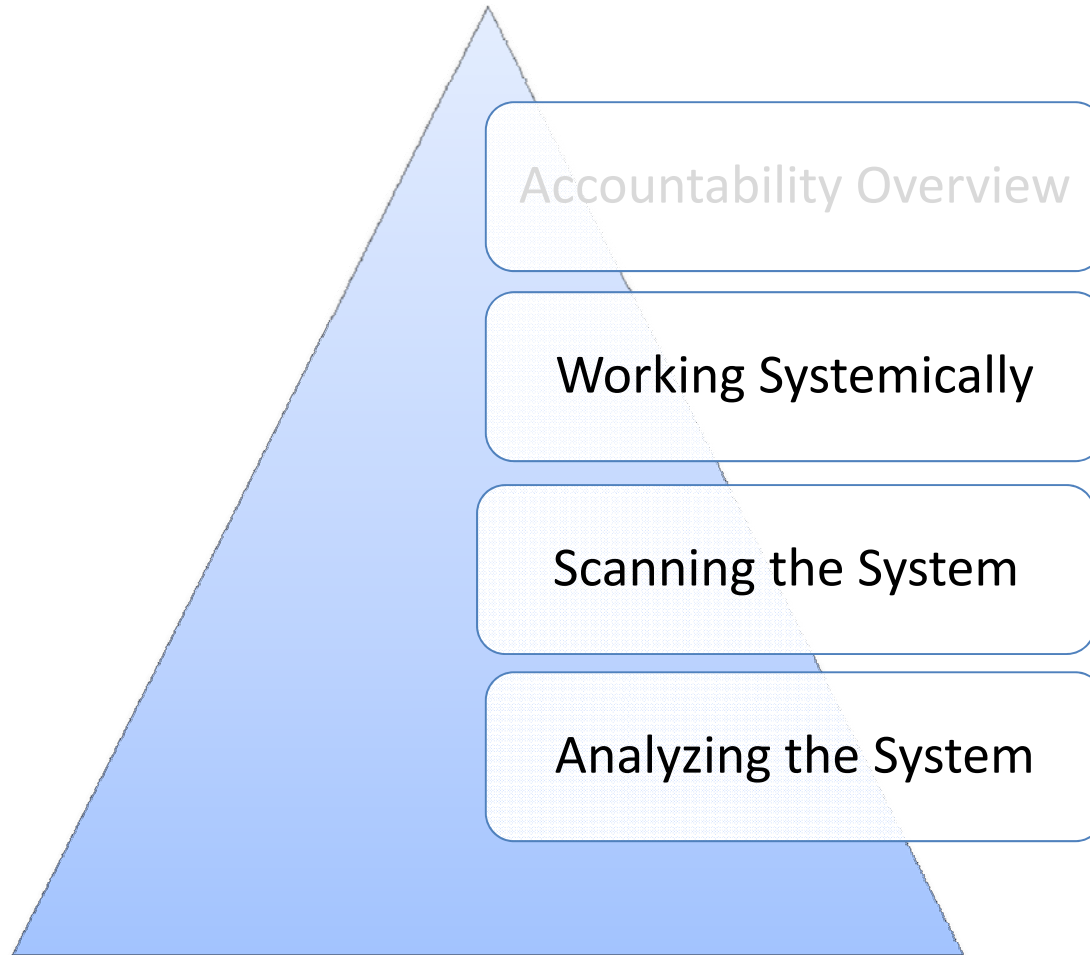 Accountability Overview
Working Systemically
Scanning the System
Analyzing the System